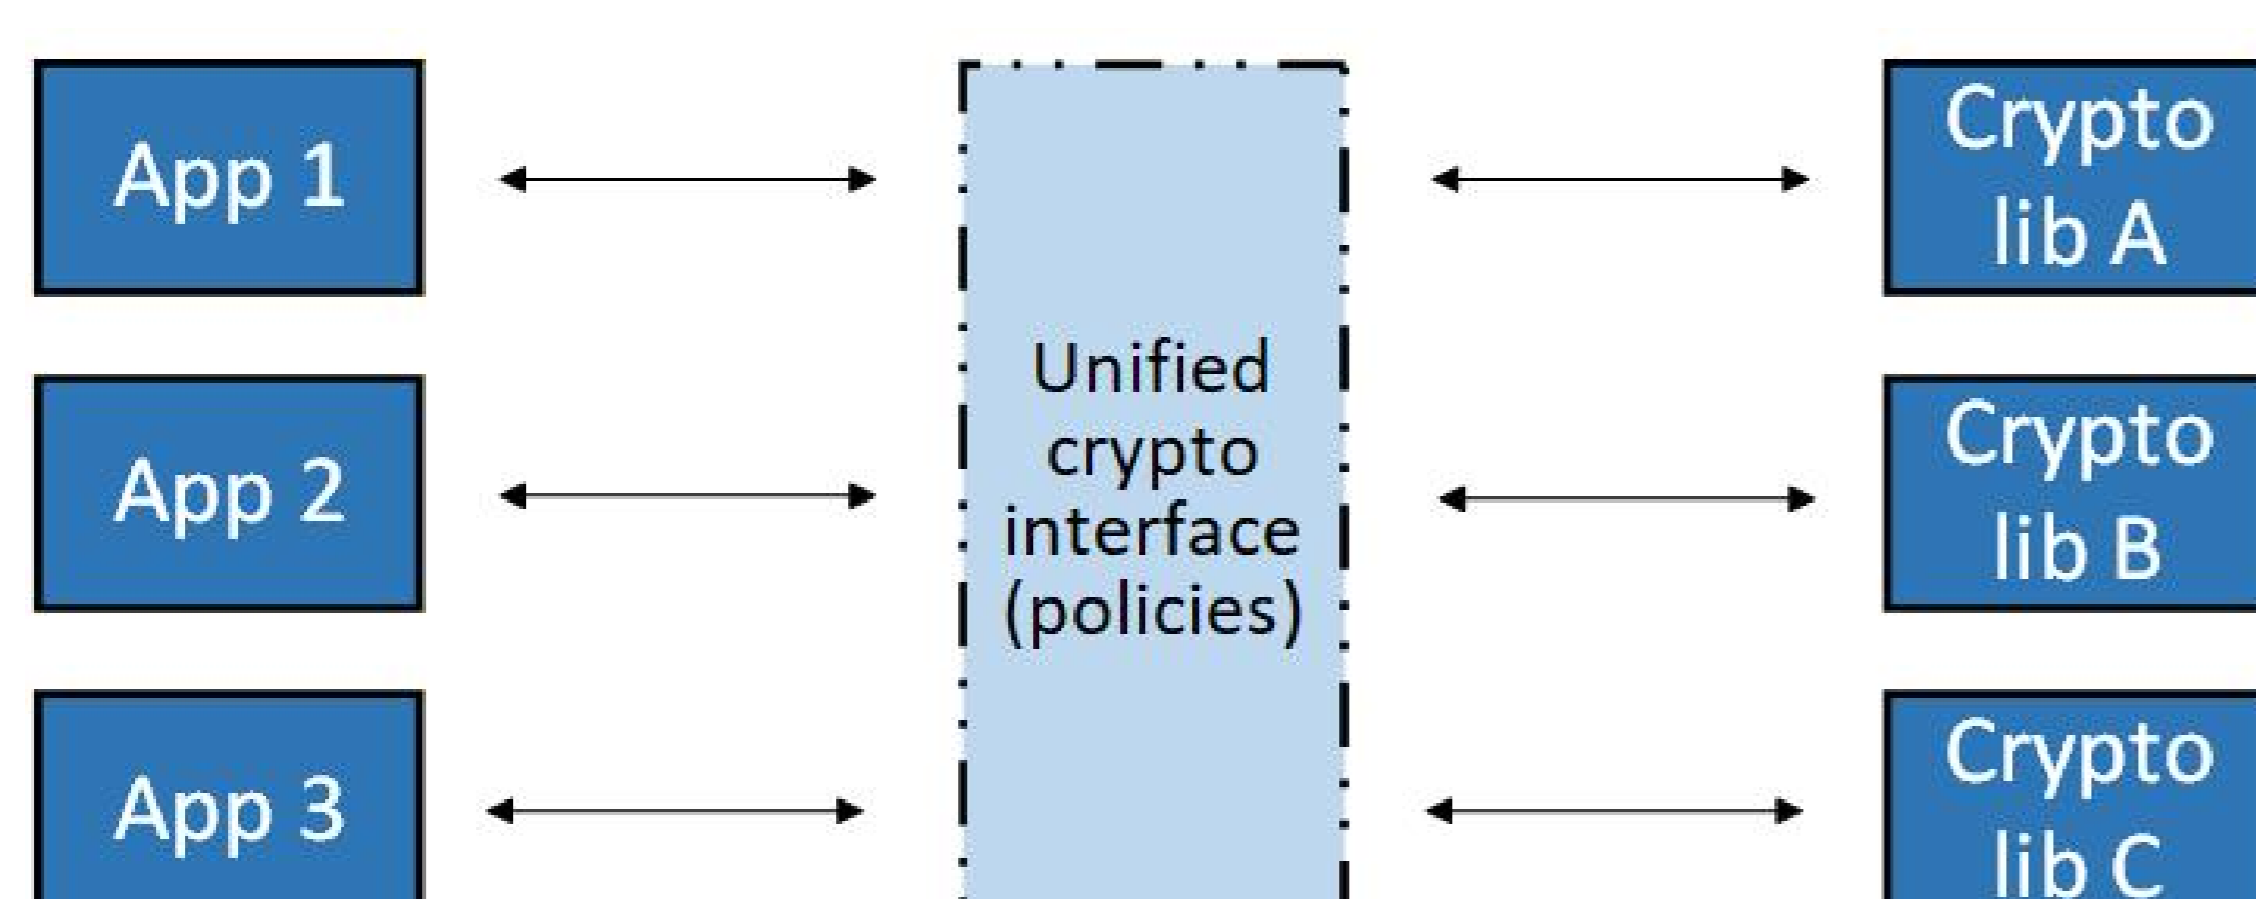 App 1
Unified
crypto
interface
(policies)
Crypto
lib A
App 2
Crypto
lib B
App 3
Crypto
lib C